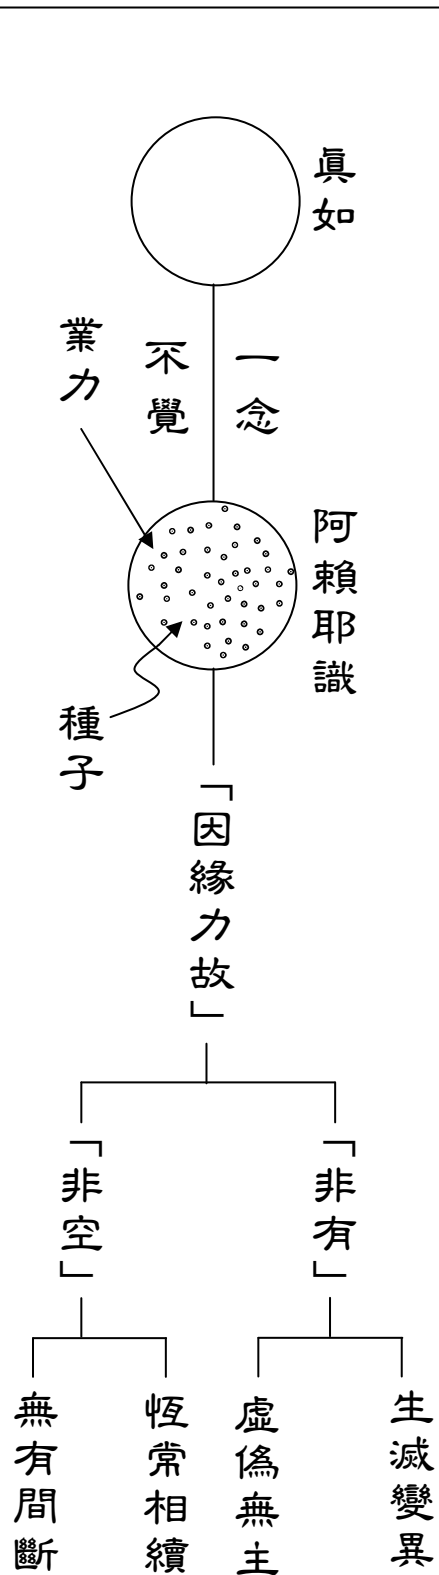 眞如
一念
不覺
業力
阿賴耶識
種子
「因緣力故」
「非有」
「非空」
生滅變異
虛僞無主
恆常相續
無有間斷